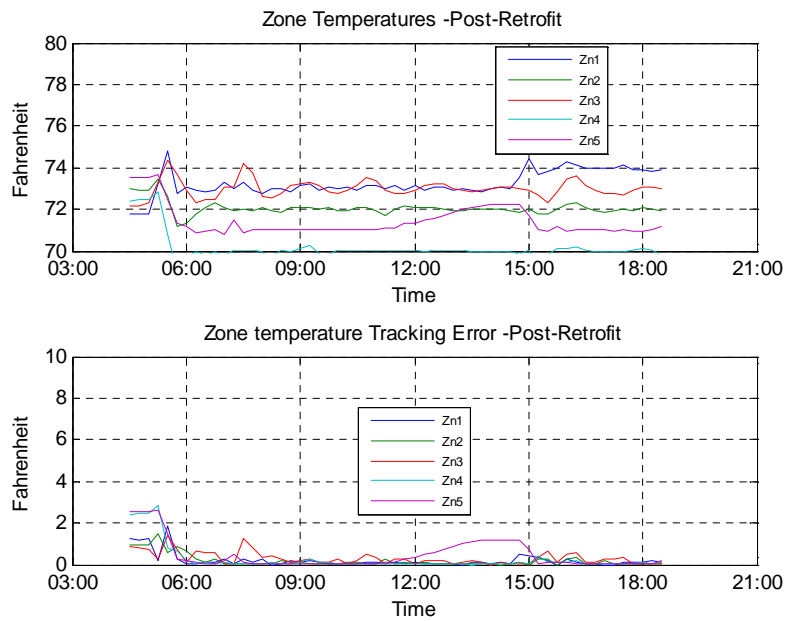 Zone Temperatures -Post-Retrofit
80
78
76
74
72
70
Fahrenheit
Zn1
Zn2
Zn3
Zn4
Zn5
03:00 06:00 09:00 12:00 15:00 18:00 21:00
Time
Zone temperature Tracking Error -Post-Retrofit
10
8
6
4
2
0
Fahrenheit
Zn1
Zn2
Zn3
Zn4
Zn5
03:00 06:00 09:00 12:00 15:00 18:00 21:00
Time